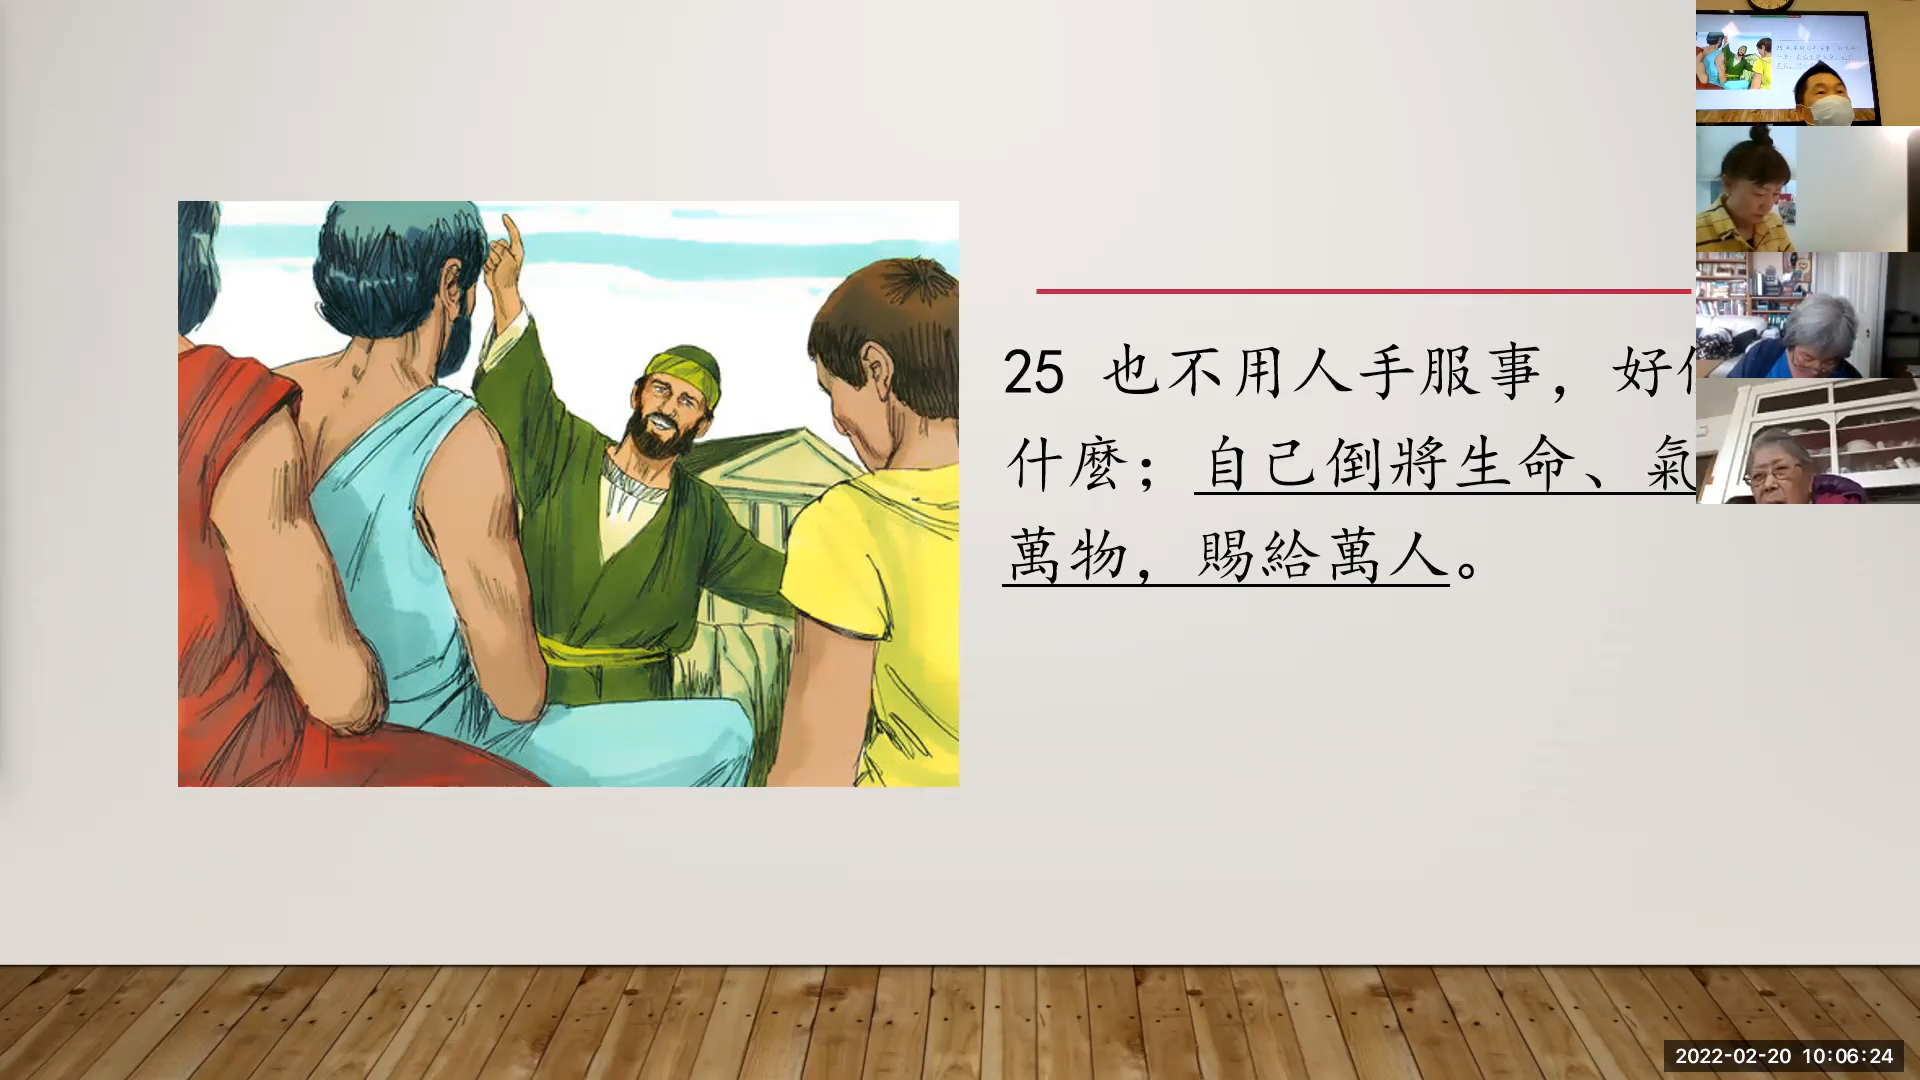 25 也不用人手服事，好
什麼；自己倒將生命、氣
萬物，賜給萬人。
2022-02-20 10:06:24